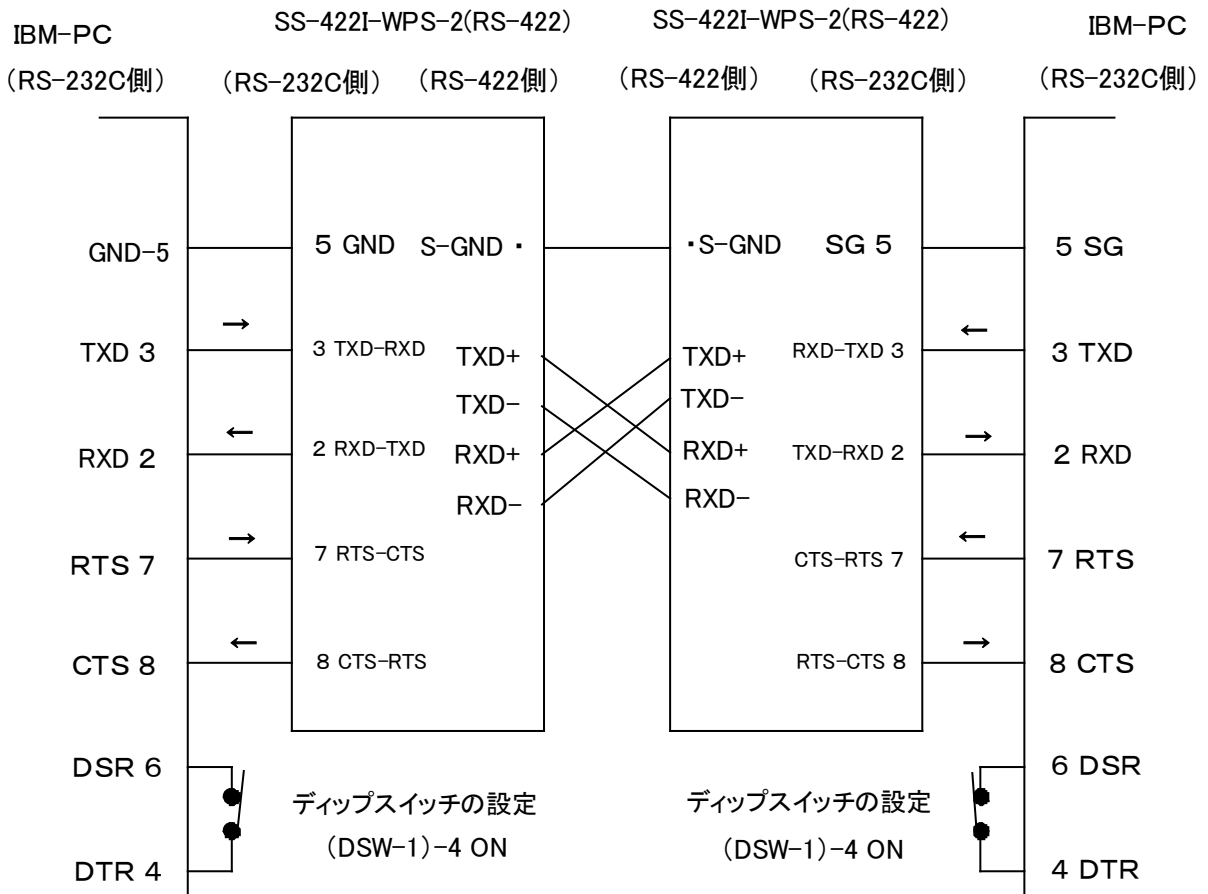 IBM-PC
SS-422I-WPS-2(RS-422)
SS-422I-WPS-2(RS-422)
IBM-PC
(RS-232C側)
(RS-232C側)
(RS-422側)
(RS-422側)
(RS-232C側)
(RS-232C側)
GND-5
5 GND
S-GND・
・S-GND
SG 5
5 SG
→
←
TXD 3
3 TXD-RXD
TXD+
TXD+
RXD-TXD 3
3 TXD
TXD-
TXD-
←
→
RXD 2
2 RXD-TXD
RXD+
RXD+
TXD-RXD 2
2 RXD
RXD-
RXD-
→
←
RTS 7
7 RTS-CTS
CTS-RTS 7
7 RTS
←
→
CTS 8
8 CTS-RTS
RTS-CTS 8
8 CTS
DSR 6
6 DSR
ディップスイッチの設定
ディップスイッチの設定
(DSW-1)-4 ON
(DSW-1)-4 ON
DTR 4
4 DTR